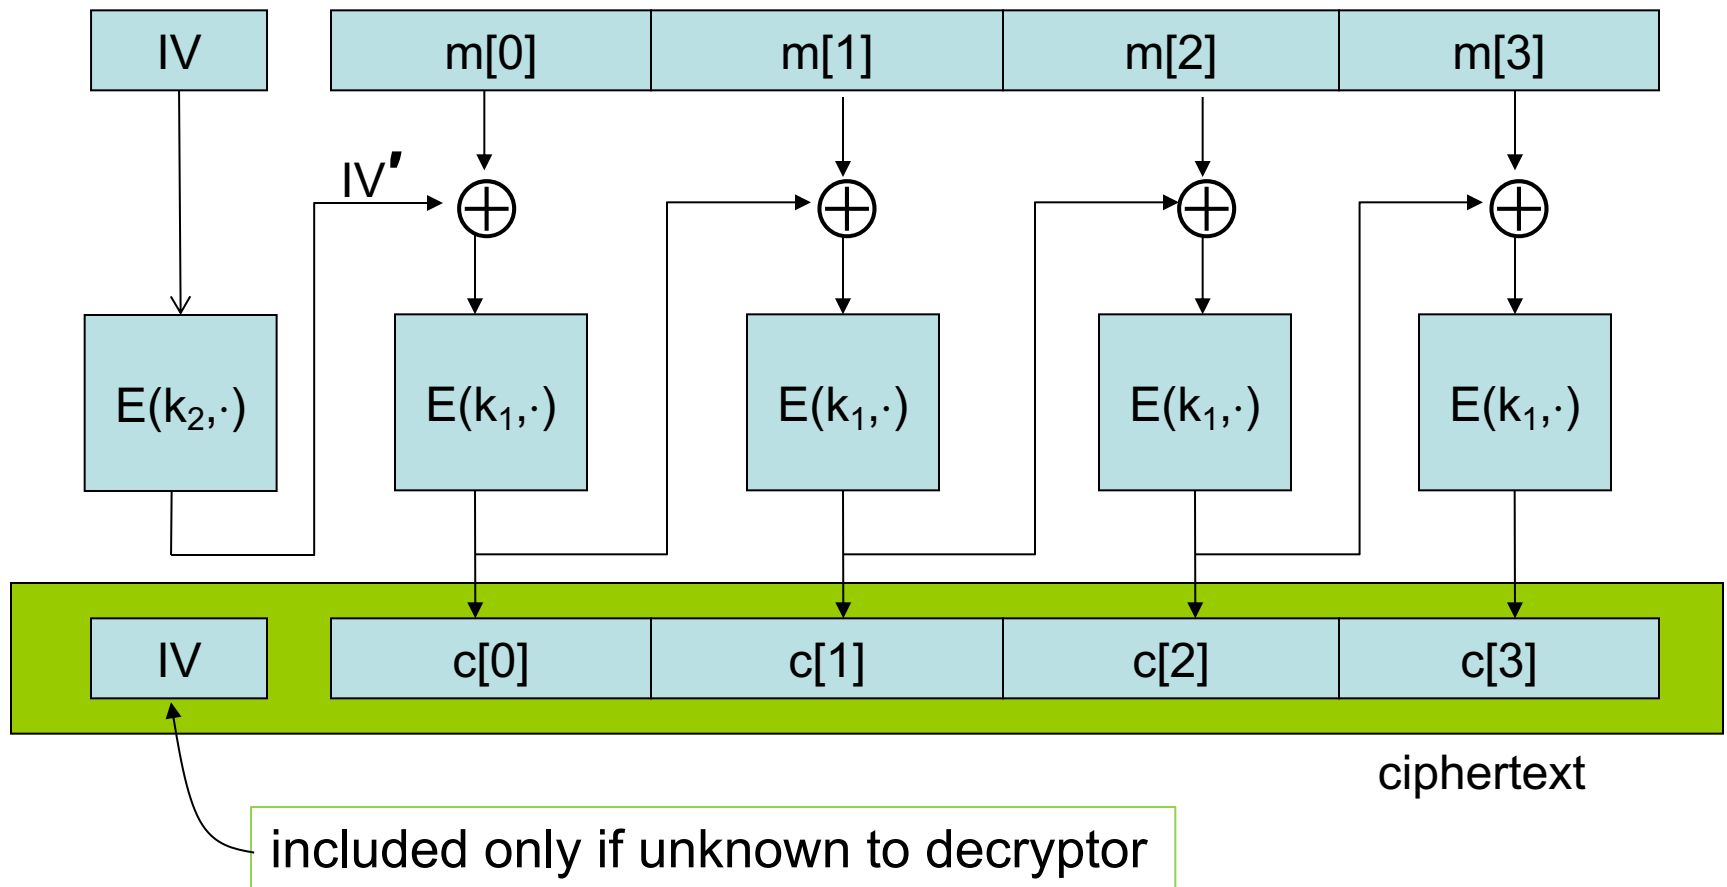 IV m[0] m[1] m[2] m[3]
IV′
E(k₂,·) E(k₁,·) E(k₁,·) E(k₁,·) E(k₁,·)
IV c[0] c[1] c[2] c[3]
ciphertext
included only if unknown to decryptor